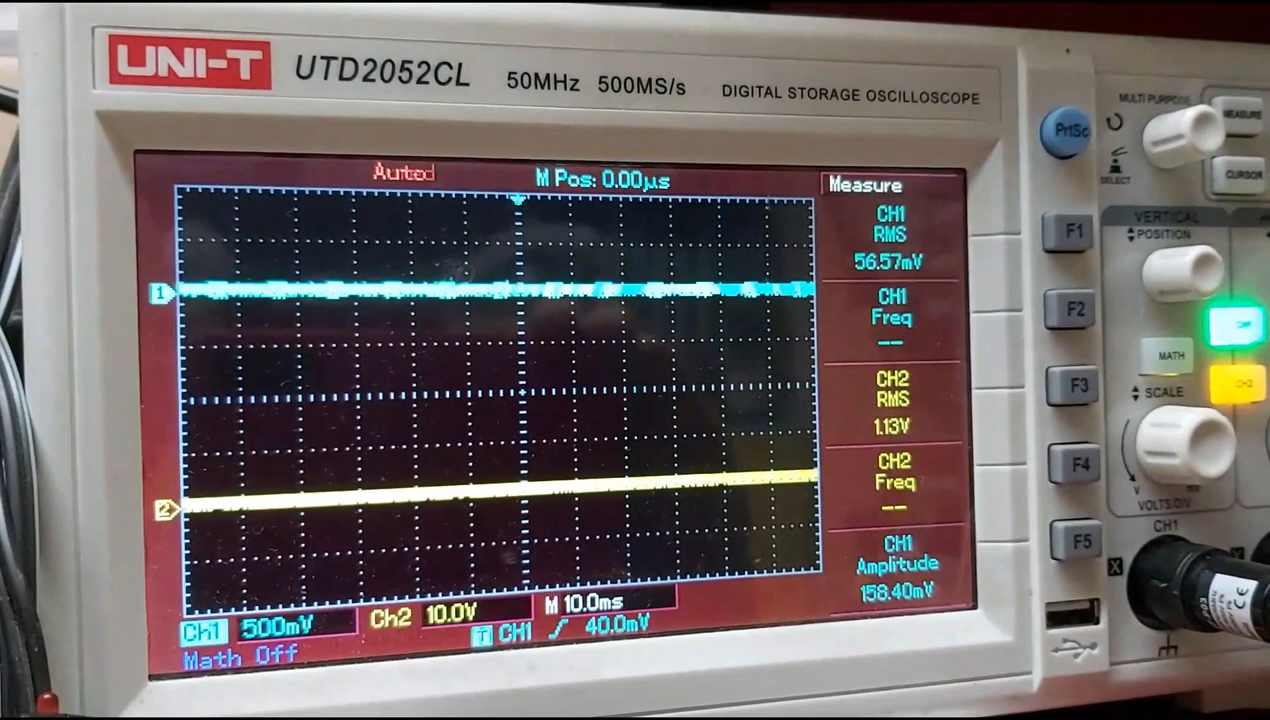 UNI-T UTD2052CL 50MHz 500MS/s DIGITAL STORAGE OSCILLOSCOPE
Auto
M Pos: 0.00µs
Measure
CH1
RMS
56.57mV
CH1
Freq
--
CH2
RMS
1.13V
CH2
Freq
--
CH1
Amplitude
158.40mV
1
2
Ch1 500mV
Ch2 10.0V
M 10.0ms
T CH1 40.0mV
Math Off
PrtSc
F1
F2
F3
F4
F5
MULTI PURPOSE
MEASURE
SELECT
CURSOR
VERTICAL
POSITION
MATH
CH2
SCALE
V
VOLTS/DIV
CH1
X
CE